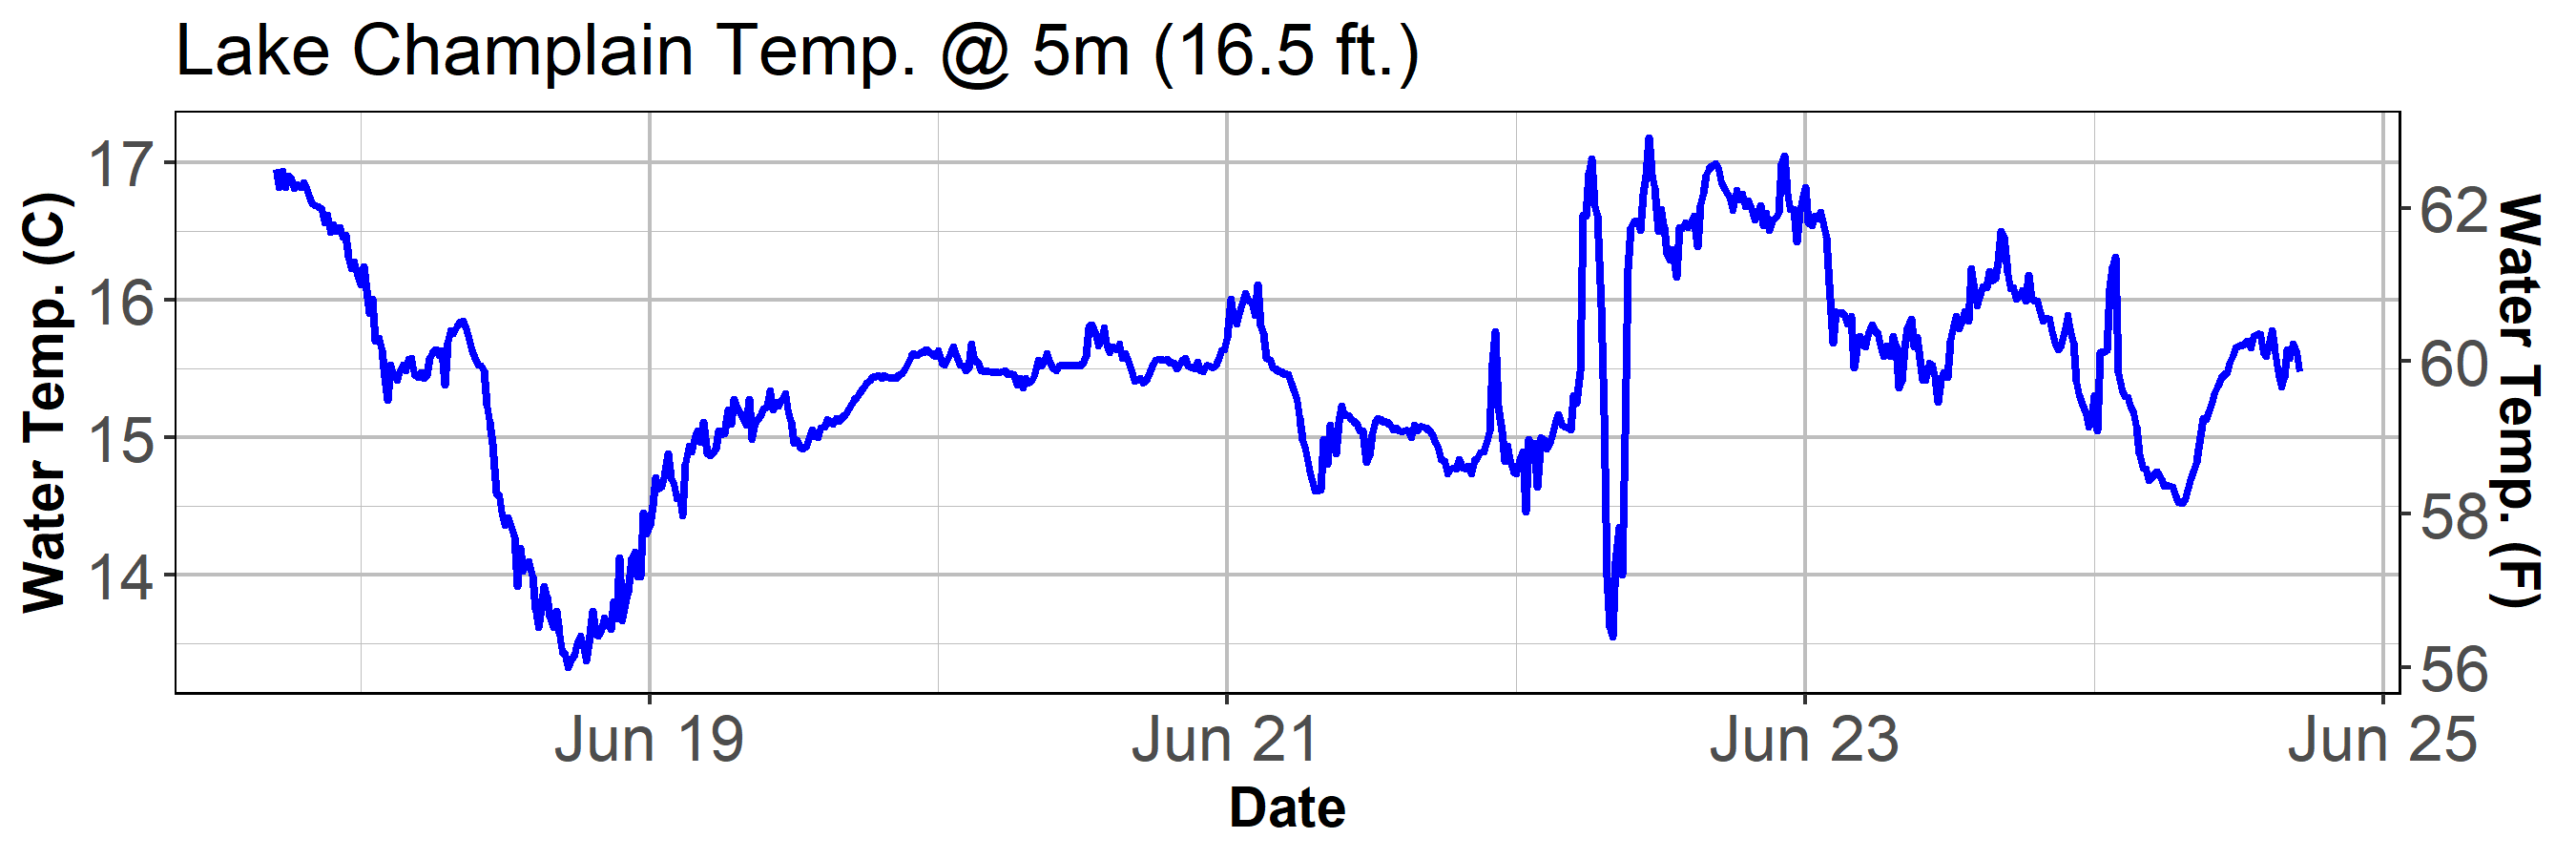 Lake Champlain Temp. @ 5m (16.5 ft.)
Water Temp. (C)
17
16
15
14
62
60
58
56
Water Temp. (F)
Jun 19 Jun 21 Jun 23 Jun 25
Date